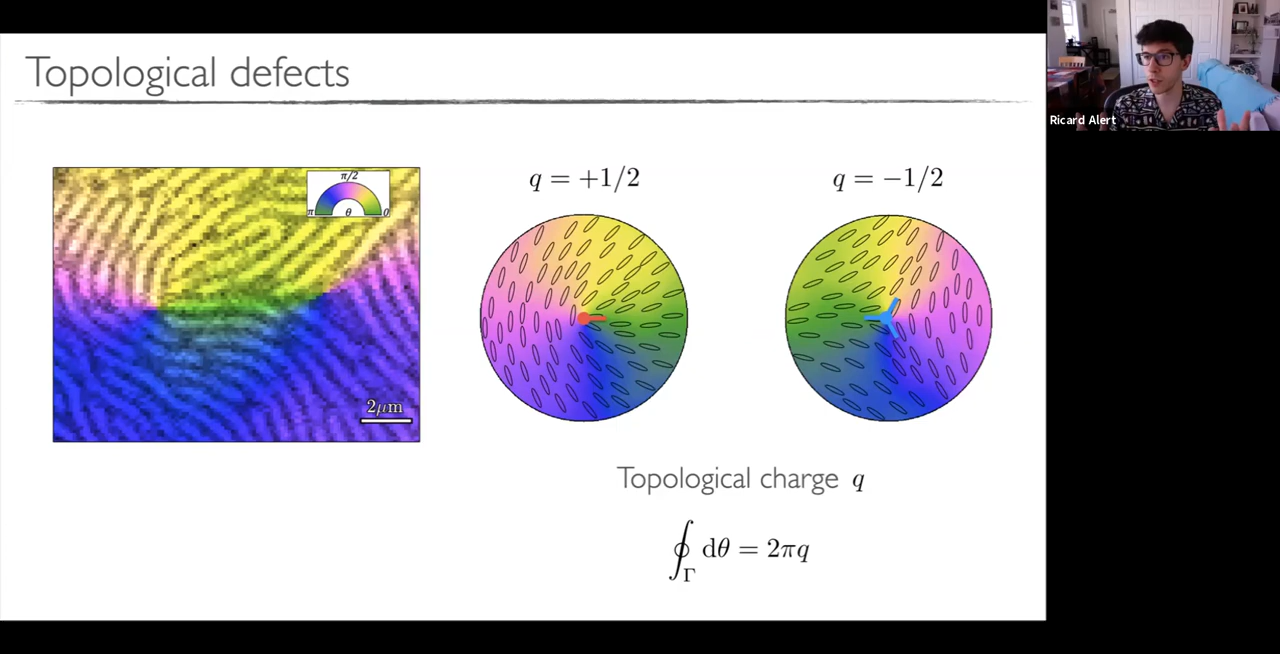 Topological defects
π/2
π
θ
0
2μm
q = +1/2
q = −1/2
Topological charge q
∮_Γ dθ = 2πq
Ricard Alert